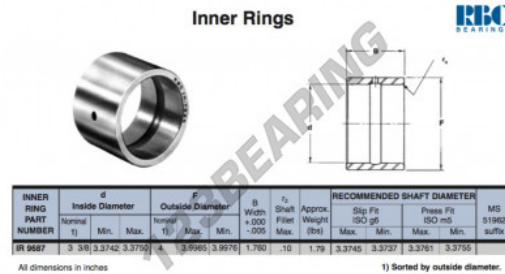 Inner Rings
RBC
BEARINGS
123BEARING
B
rs
d
F
INNER RING PART NUMBER
d Inside Diameter
Nominal 1) Min. Max.
F Outside Diameter
Nominal 1) Max. Min.
B Width +.000 -.005
rs Shaft Fillet Max.
Approx. Weight (lbs)
RECOMMENDED SHAFT DIAMETER
Slip Fit ISO g6 Max. Min.
Press Fit ISO m5 Max. Min.
MS 51962 suffix
IR 9687 3 3/8 3.3742 3.3750 4 3.9985 3.9976 1.760 .10 1.79 3.3745 3.3737 3.3761 3.3755
All dimensions in inches
1) Sorted by outside diameter.